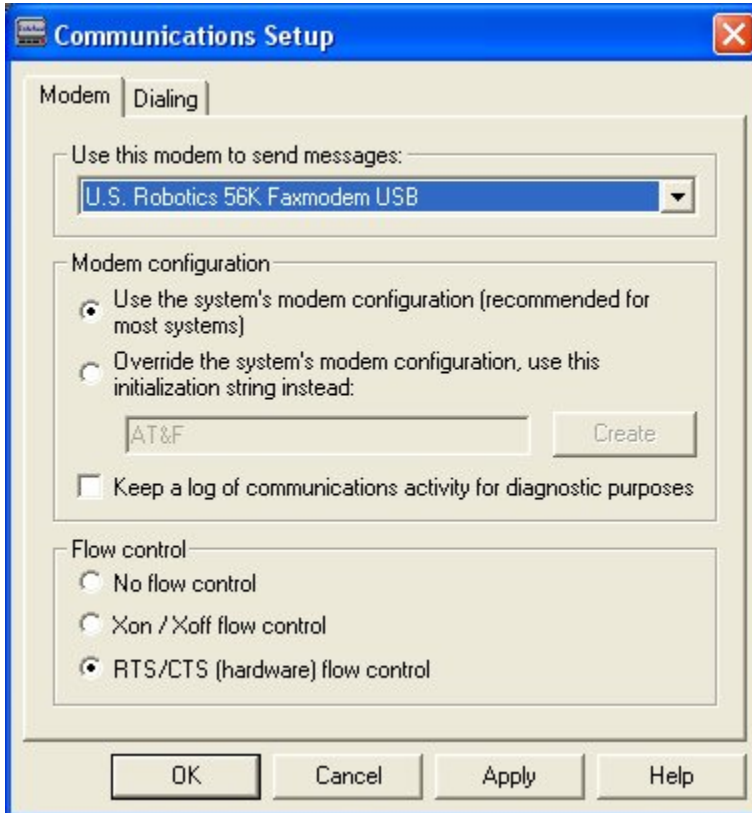 Communications Setup
Modem
Dialing
Use this modem to send messages:
U.S. Robotics 56K Faxmodem USB
Modem configuration
Use the system's modem configuration (recommended for
most systems)
Override the system's modem configuration, use this
initialization string instead:
AT&F
Create
Keep a log of communications activity for diagnostic purposes
Flow control
No flow control
Xon / Xoff flow control
RTS/CTS (hardware) flow control
OK
Cancel
Apply
Help